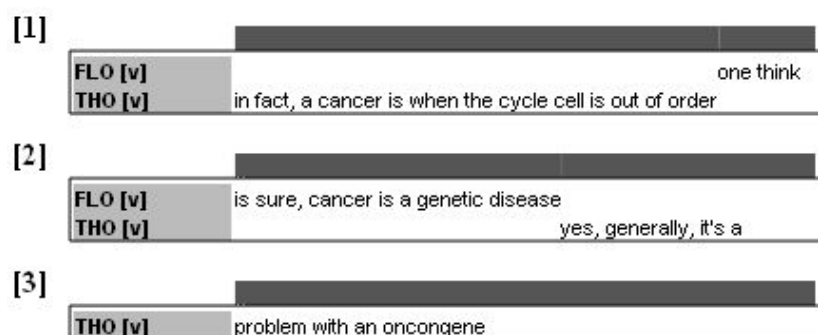 [1]
FLO [v] one think
THO [v] in fact, a cancer is when the cycle cell is out of order
[2]
FLO [v] is sure, cancer is a genetic disease
THO [v] yes, generally, it's a
[3]
THO [v] problem with an oncongene